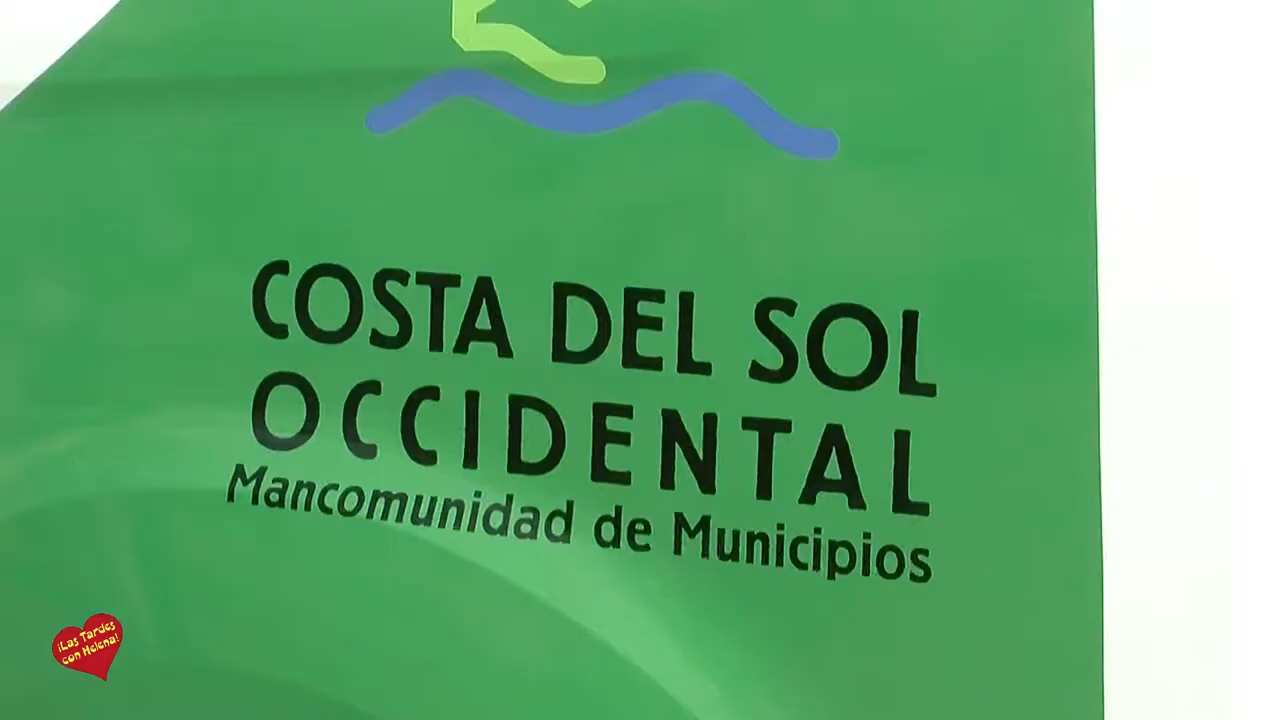 COSTA DEL SOL
OCCIDENTAL
Mancomunidad de Municipios
¡Las Tardes
con Helena!